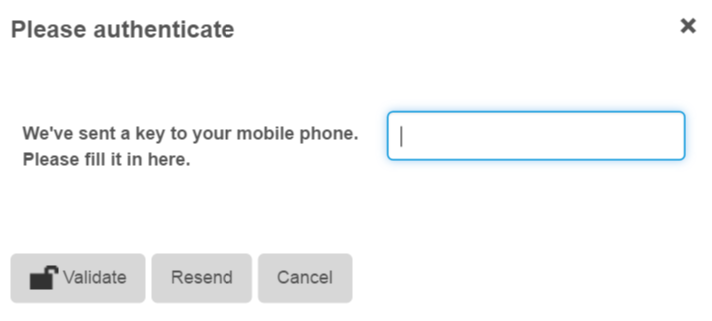 Please authenticate
We've sent a key to your mobile phone.
Please fill it in here.
Validate Resend Cancel